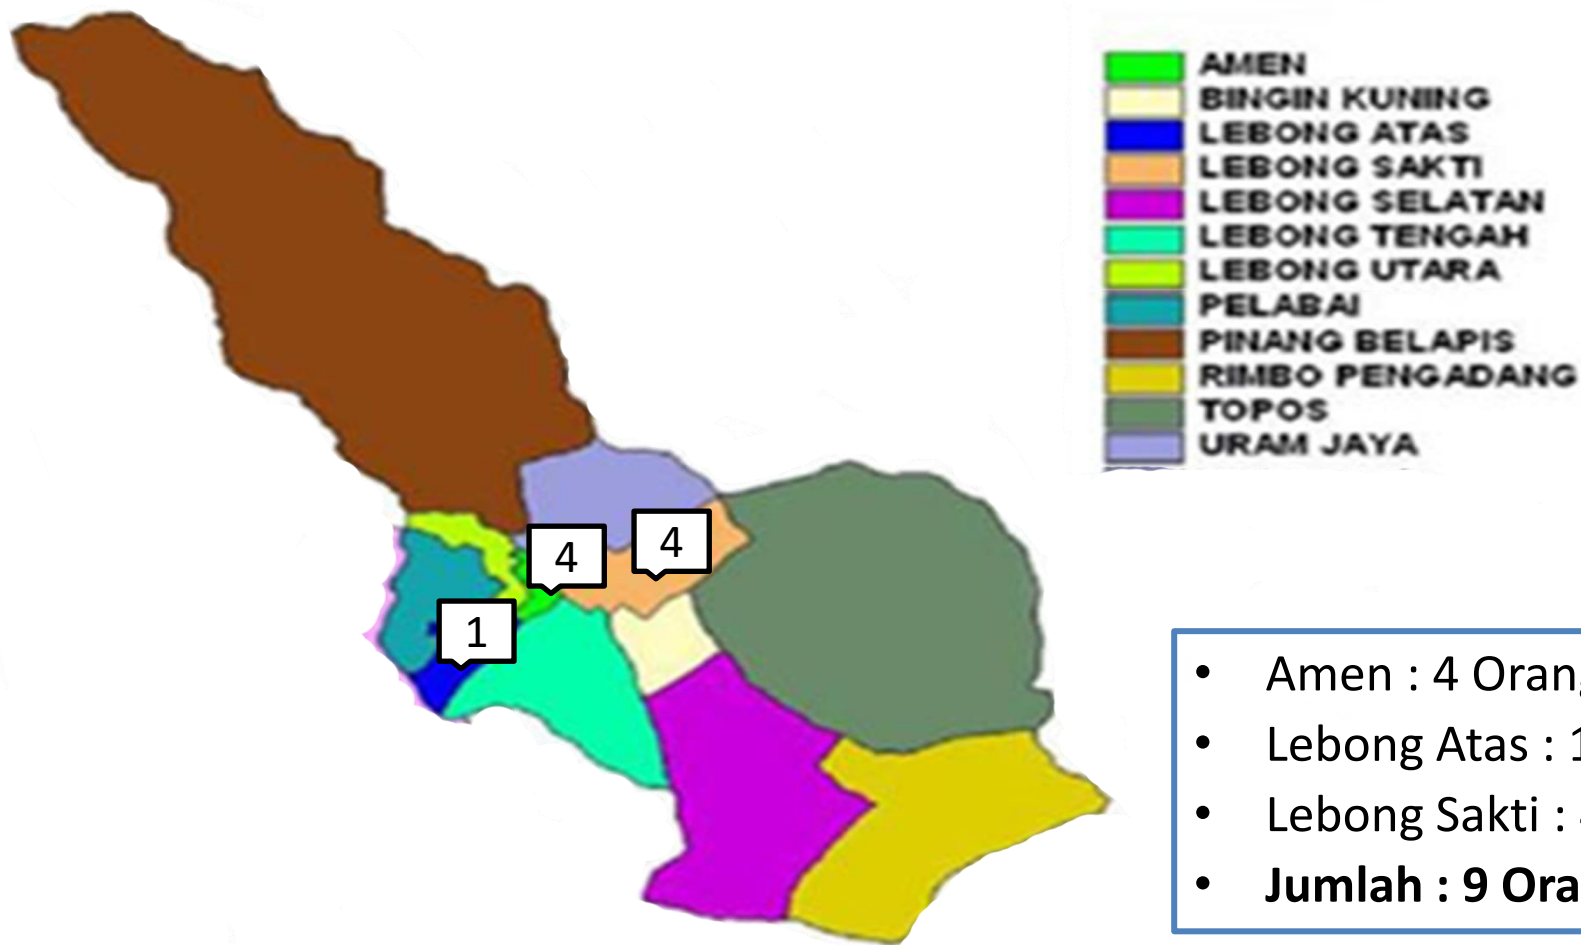 AMEN
BINGIN KUNING
LEBONG ATAS
LEBONG SAKTI
LEBONG SELATAN
LEBONG TENGAH
LEBONG UTARA
PELABAI
PINANG BELAPIS
RIMBO PENGADANG
TOPOS
URAM JAYA
4
4
1
• Amen : 4 Oran
• Lebong Atas : 1
• Lebong Sakti :
• Jumlah : 9 Ora